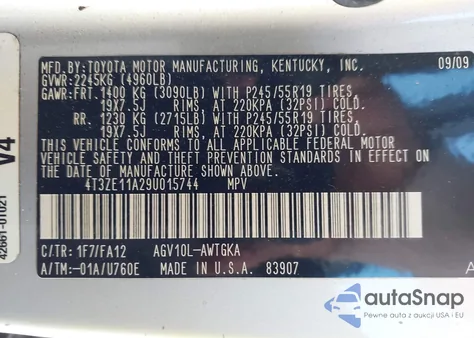 MFD.BY:TOYOTA MOTOR MANUFACTURING, KENTUCKY, INC. 09/09
GVWR:2245KG (4960LB)
GAWR:FRT.1400 KG (3090LB) WITH P245/55R19 TIRES,
19X7.5J RIMS, AT 220KPA (32PSI) COLD.
RR. 1230 KG (2715LB) WITH P245/55R19 TIRES,
19X7.5J RIMS, AT 220KPA (32PSI) COLD.
THIS VEHICLE CONFORMS TO ALL APPLICABLE FEDERAL MOTOR
VEHICLE SAFETY AND THEFT PREVENTION STANDARDS IN EFFECT ON
THE DATE OF MANUFACTURE SHOWN ABOVE.
4T3ZE11A29U015744 MPV
C/TR: 1F7/FA12 AGV10L-AWTGKA
A/TM:-01A/U760E MADE IN U.S.A. 83907 A
42661-0T021 V4
autoSnap
Pewne auta z aukcji USA i EU